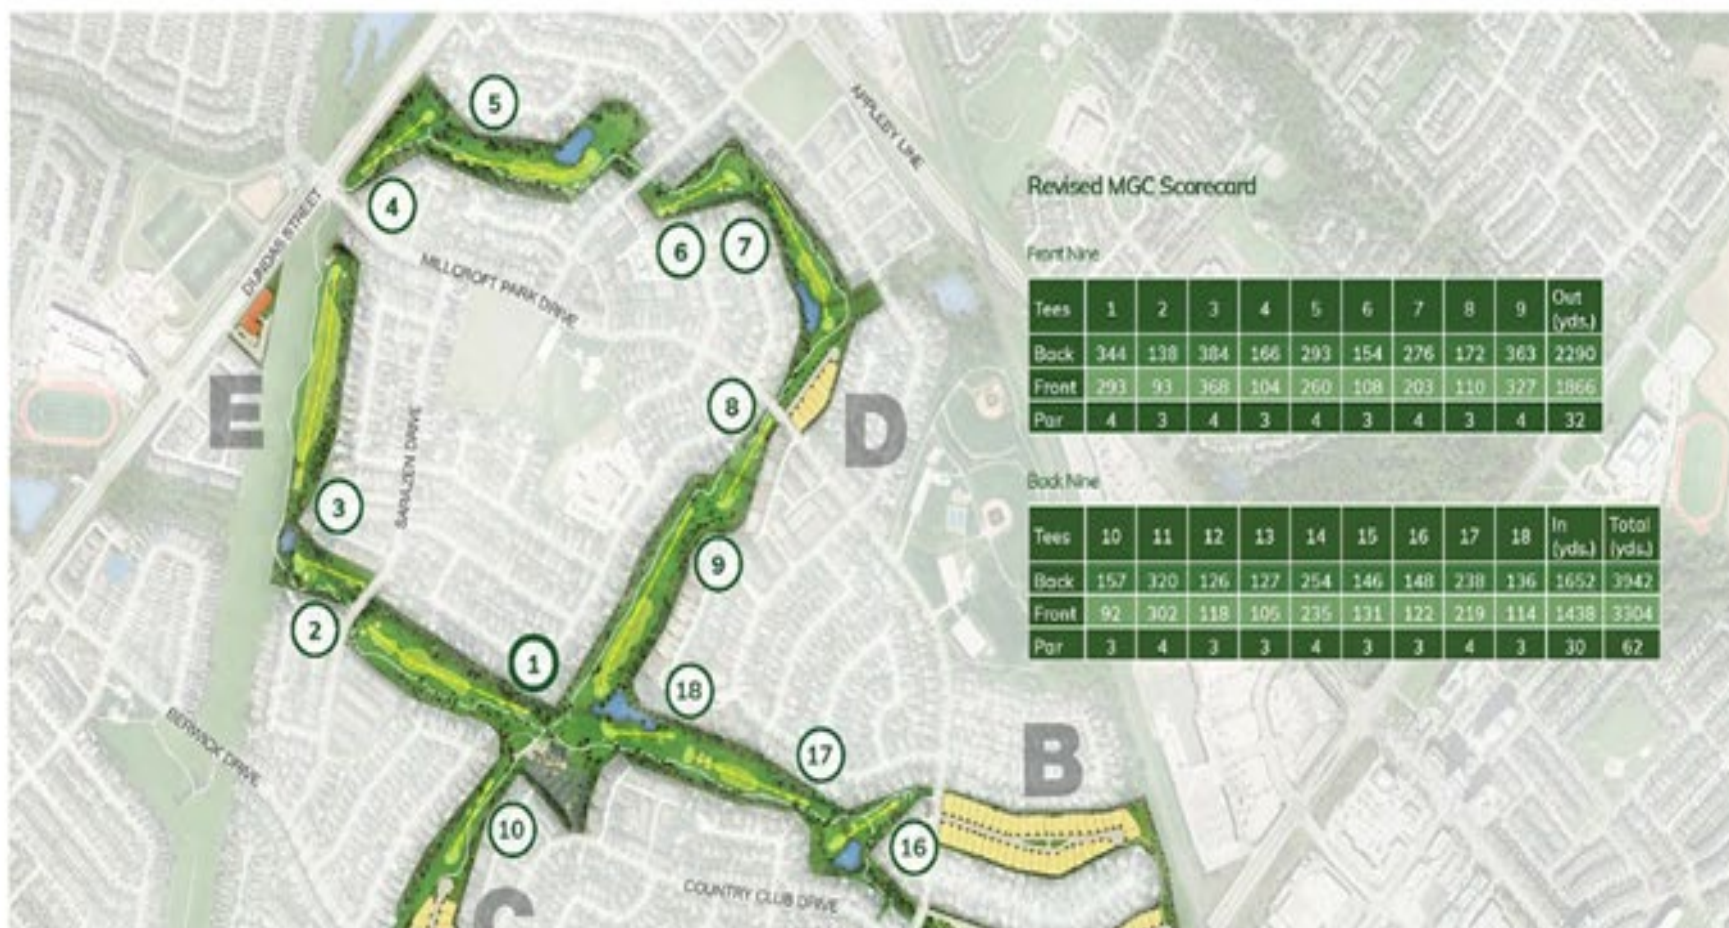 5
APPLEBY LINE
Revised MGC Scorecard
4
DUNDAS STREET
6
7
Front Nine
MILLCROFT PARK DRIVE
Tees 1 2 3 4 5 6 7 8 9 Out (yds.)
Back 344 138 384 166 293 154 276 172 363 2290
Front 293 93 368 104 260 108 203 110 327 1866
Par 4 3 4 3 4 3 4 3 4 32
E
8
D
SARAZEN DRIVE
3
Back Nine
Tees 10 11 12 13 14 15 16 17 18 In (yds.) Total (yds.)
Back 157 320 126 127 254 146 148 238 136 1652 3942
Front 92 302 118 105 235 131 122 219 114 1438 3304
Par 3 4 3 3 4 3 3 4 3 30 62
9
2
1
18
BERWICK DRIVE
17
B
10
16
COUNTRY CLUB DRIVE
C